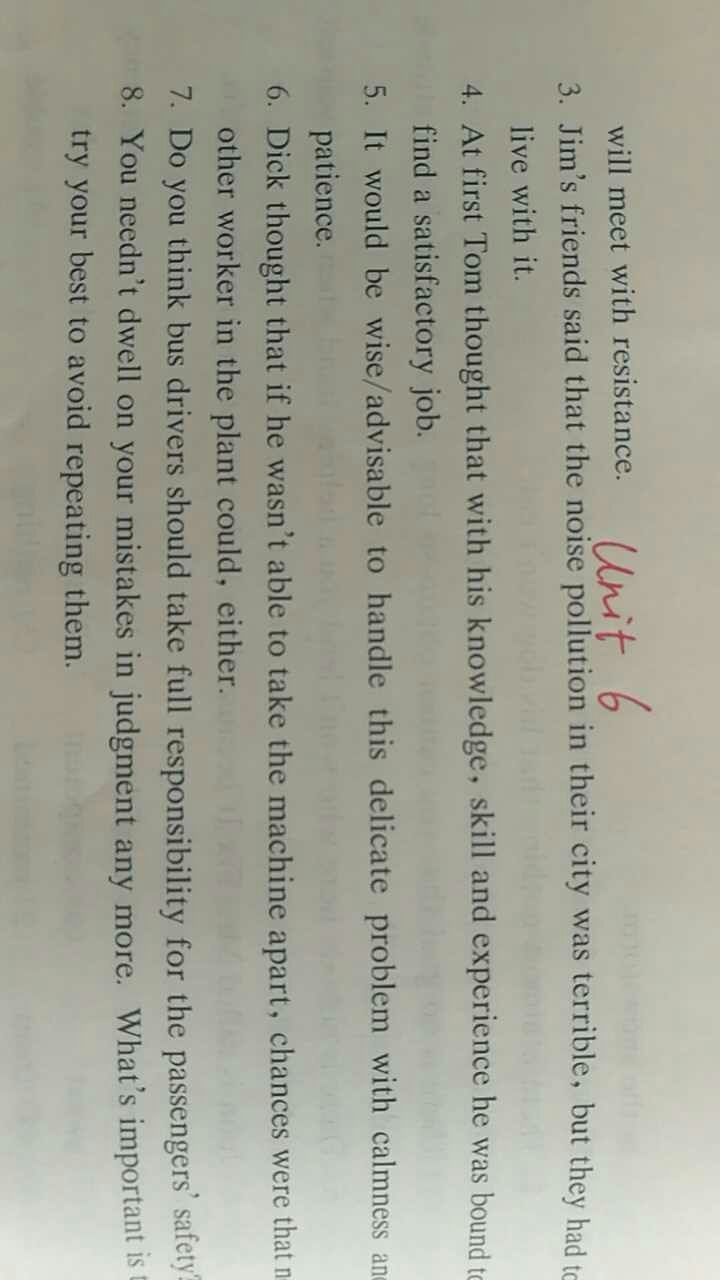 will meet with resistance.
Unit 6
3. Jim's friends said that the noise pollution in their city was terrible, but they had to
live with it.
4. At first Tom thought that with his knowledge, skill and experience he was bound to
find a satisfactory job.
5. It would be wise/advisable to handle this delicate problem with calmness and
patience.
6. Dick thought that if he wasn't able to take the machine apart, chances were that
other worker in the plant could, either.
7. Do you think bus drivers should take full responsibility for the passengers' safety?
8. You needn't dwell on your mistakes in judgment any more. What's important is
try your best to avoid repeating them.